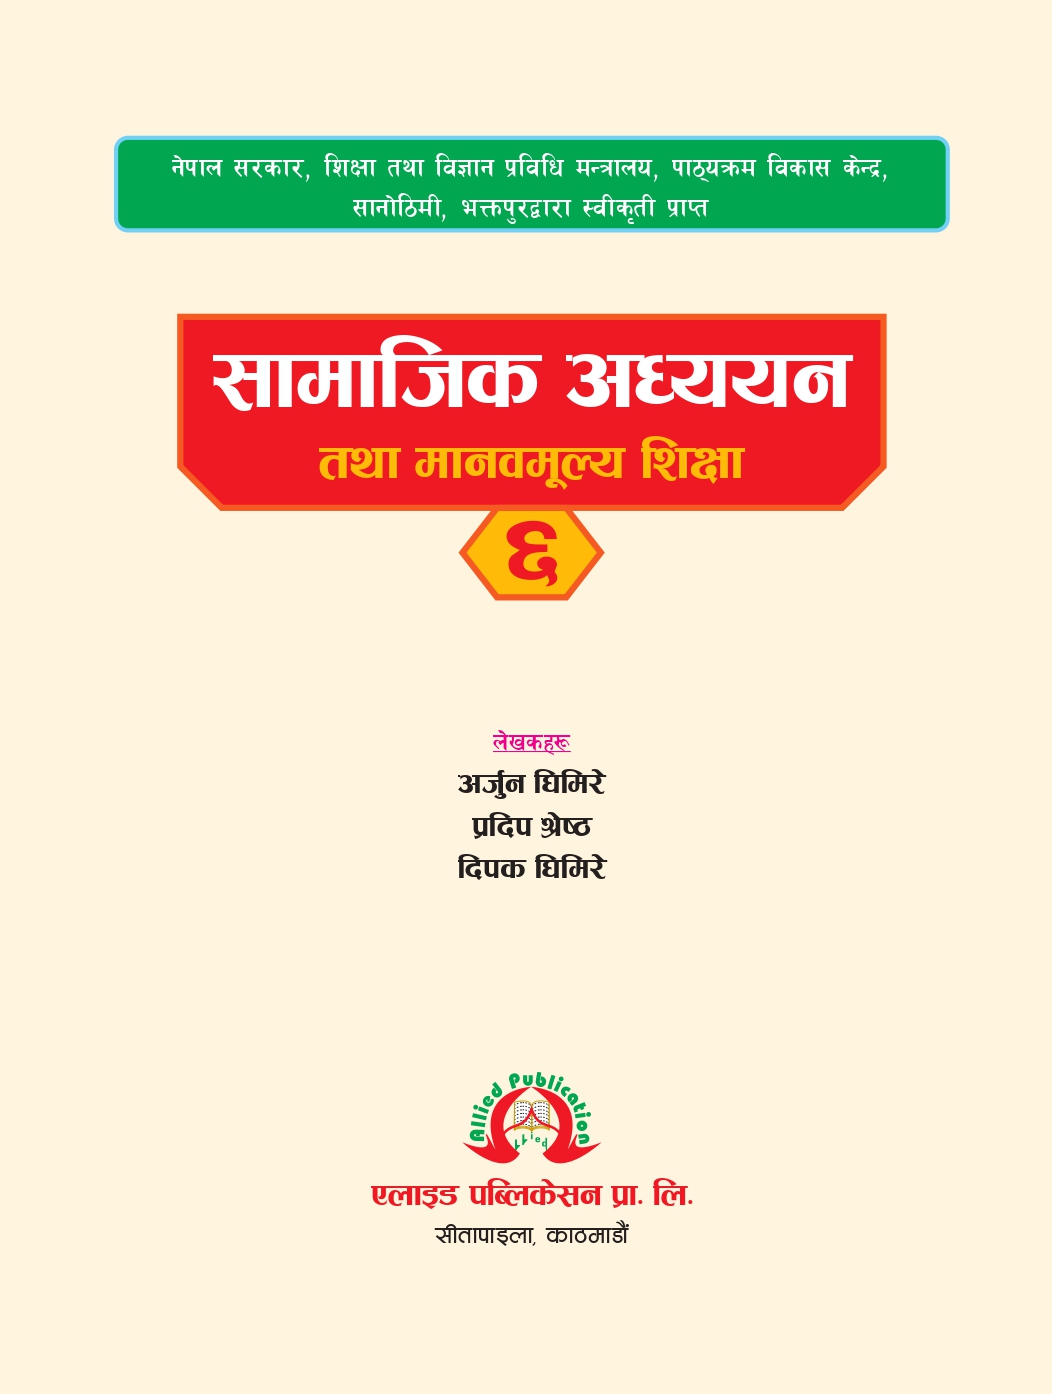 नेपाल सरकार, शिक्षा तथा विज्ञान प्रविधि मन्त्रालय, पाठ्यक्रम विकास केन्द्र,
सानोठिमी, भक्तपुरद्वारा स्वीकृती प्राप्त
सामाजिक अध्ययन
तथा मानवमूल्य शिक्षा
६
लेखकहरू
अर्जुन घिमिरे
प्रदिप श्रेष्ठ
दिपक घिमिरे
Allied Publication
एलाइड पब्लिकेसन प्रा. लि.
सीतापाइला, काठमाडौं